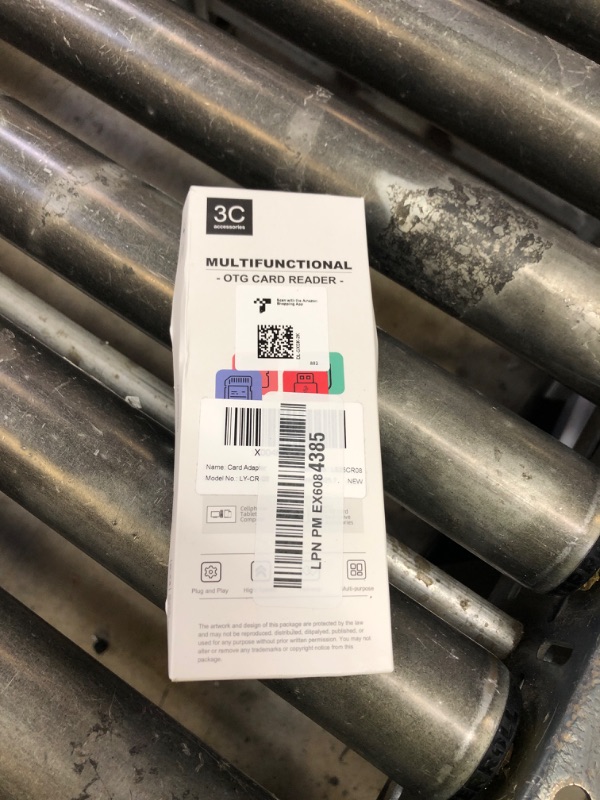 3C
accessories
MULTIFUNCTIONAL
- OTG CARD READER -
Scan with the Amazon
Shopping App
Name: Card Adap
Model No.: LY-CR
NEW
LPN PM EX6084385
Plug and Play
Multi-purpose
The artwork and design of this package are protected by the law
and may not be reproduced, distributed, dispalyed, published, or
used for any purpose without prior written permission. You may not
alter or remove any trademarks or copyright notice from this
package.